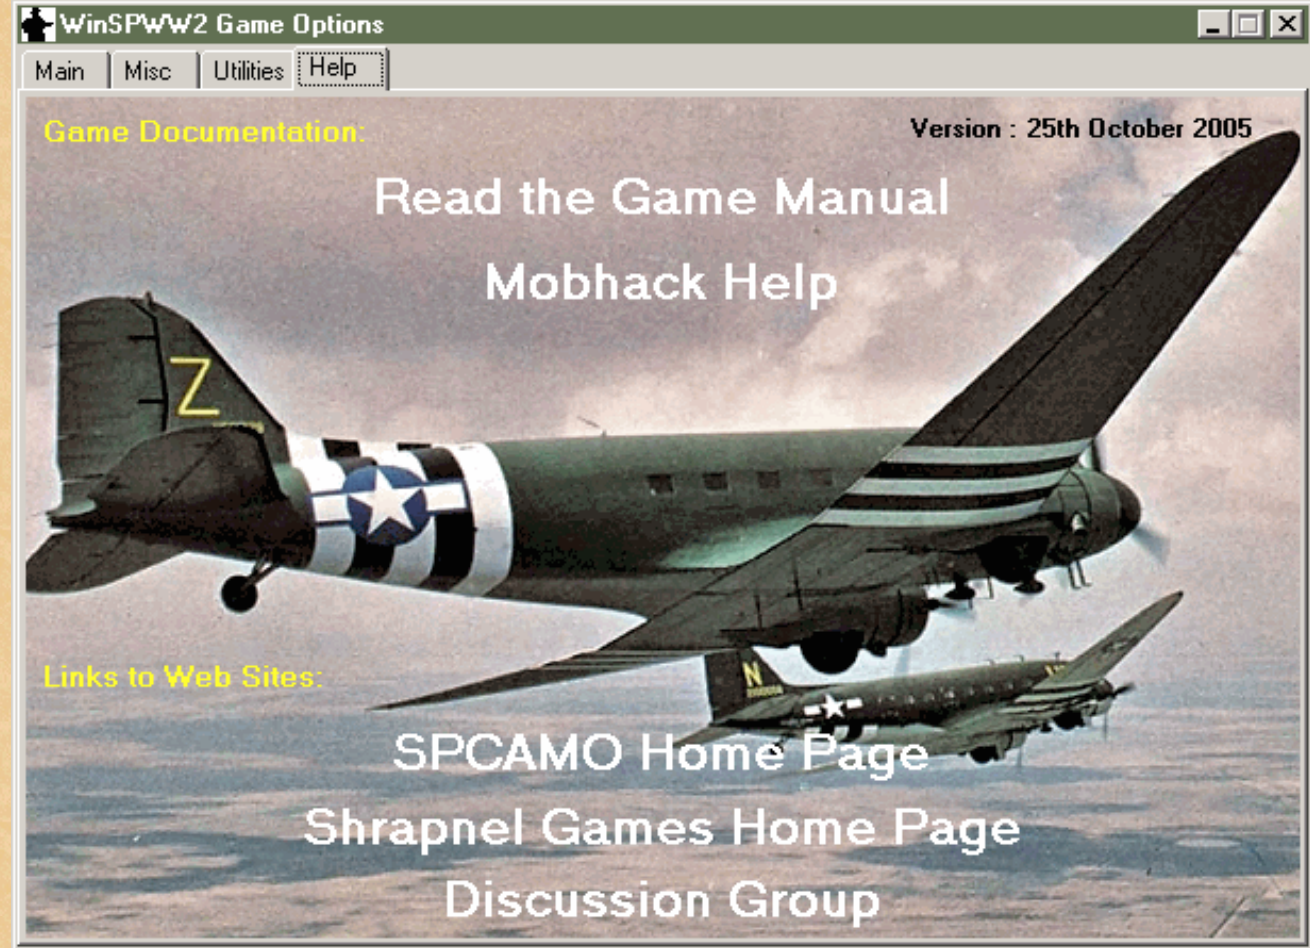 WinSPWW2 Game Options
Main Misc Utilities Help
Game Documentation:
Version : 25th October 2005
Read the Game Manual
Mobhack Help
Z
N
Links to Web Sites:
SPCAMO Home Page
Shrapnel Games Home Page
Discussion Group